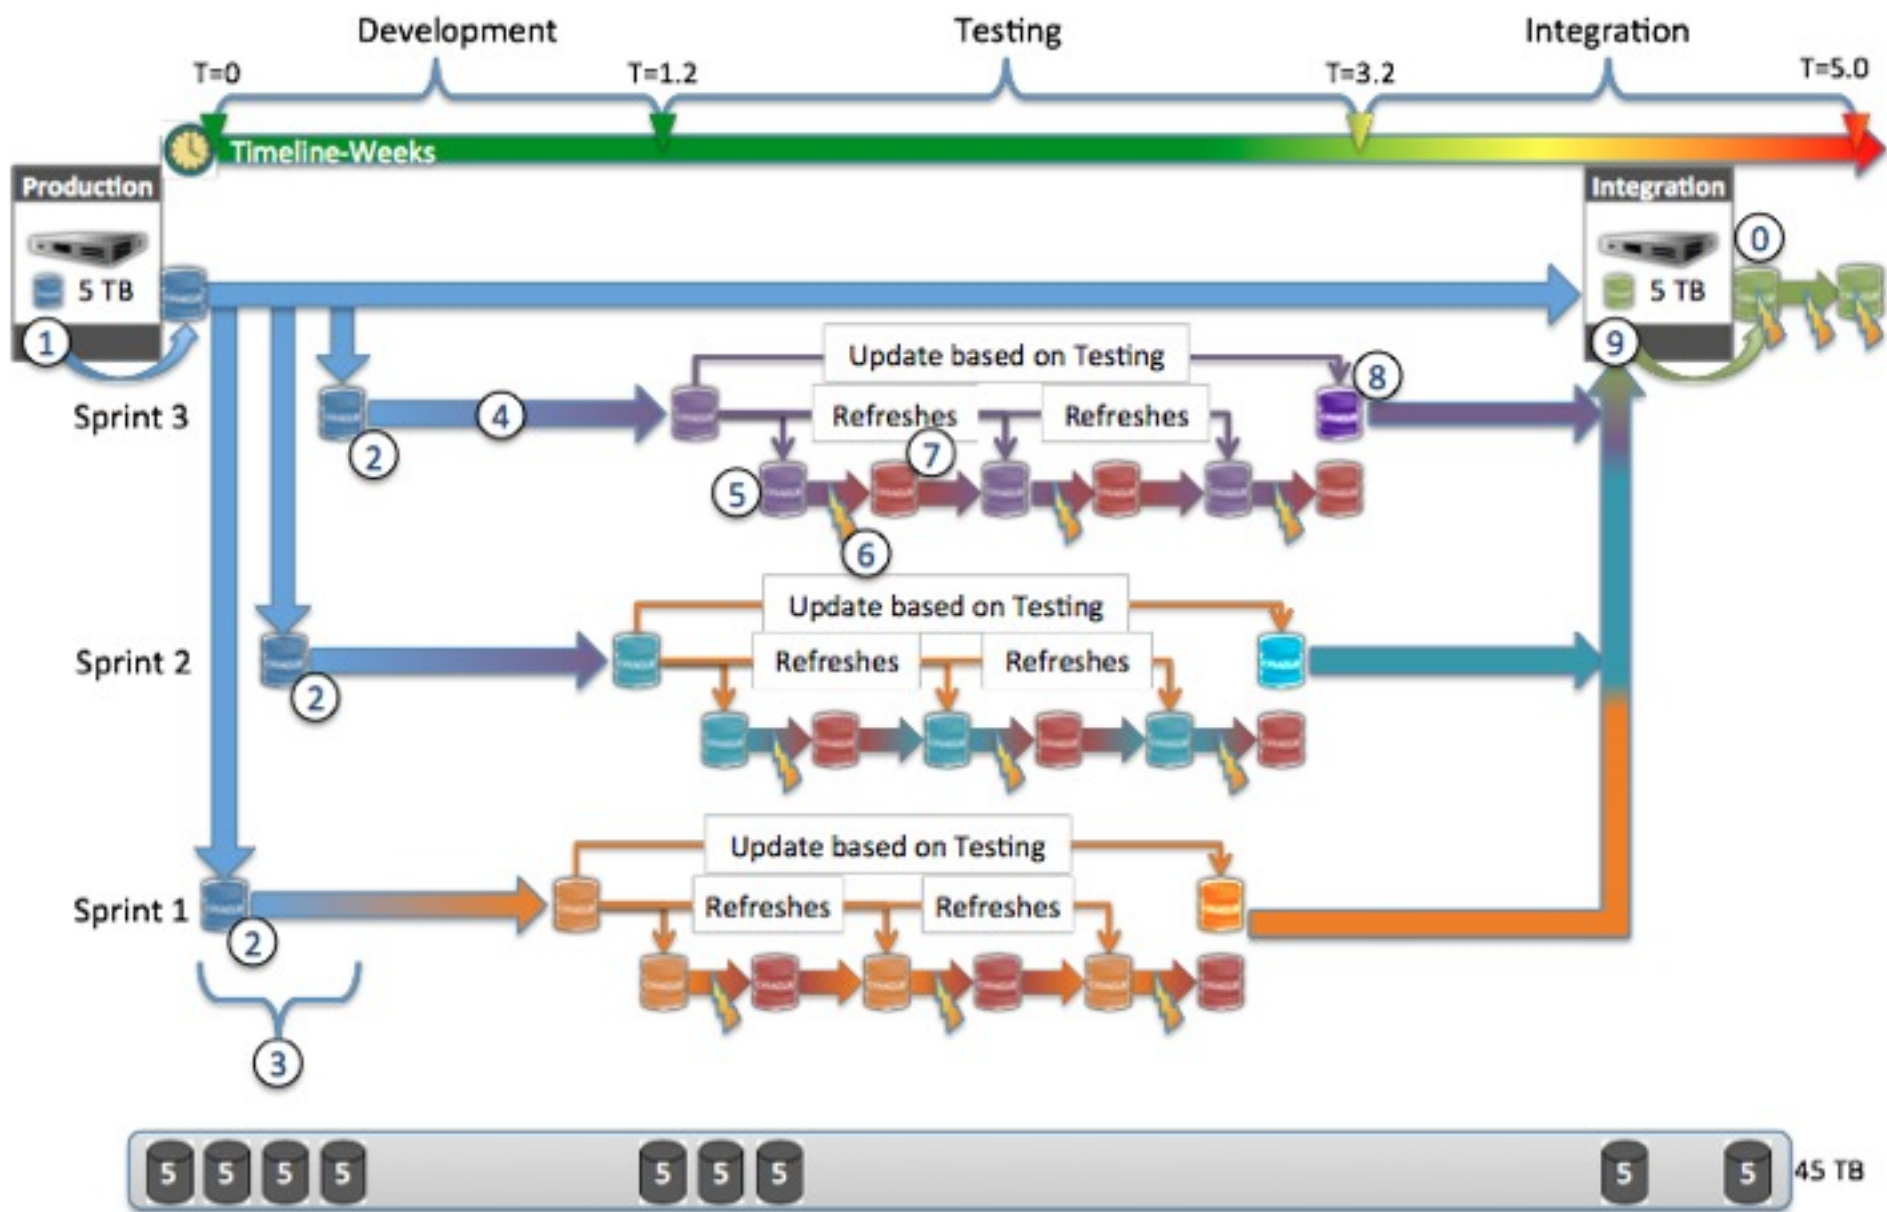 Development
Testing
Integration
T=0
T=1.2
T=3.2
T=5.0
Timeline-Weeks
Production
Integration
0
5 TB
5 TB
1
9
Update based on Testing
8
Sprint 3
4
Refreshes
Refreshes
2
7
5
6
Update based on Testing
Sprint 2
Refreshes
Refreshes
2
Update based on Testing
Sprint 1
Refreshes
Refreshes
2
3
5 5 5 5 5 5 5 5 5 45 TB